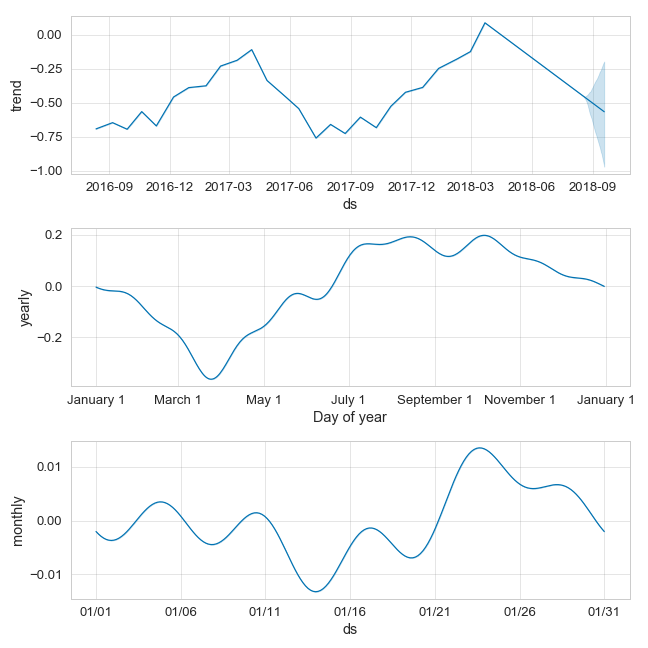 trend
0.00
−0.25
−0.50
−0.75
−1.00
2016-09 2016-12 2017-03 2017-06 2017-09 2017-12 2018-03 2018-06 2018-09
ds
yearly
0.2
0.0
−0.2
January 1 March 1 May 1 July 1 September 1 November 1 January 1
Day of year
monthly
0.01
0.00
−0.01
01/01 01/06 01/11 01/16 01/21 01/26 01/31
ds